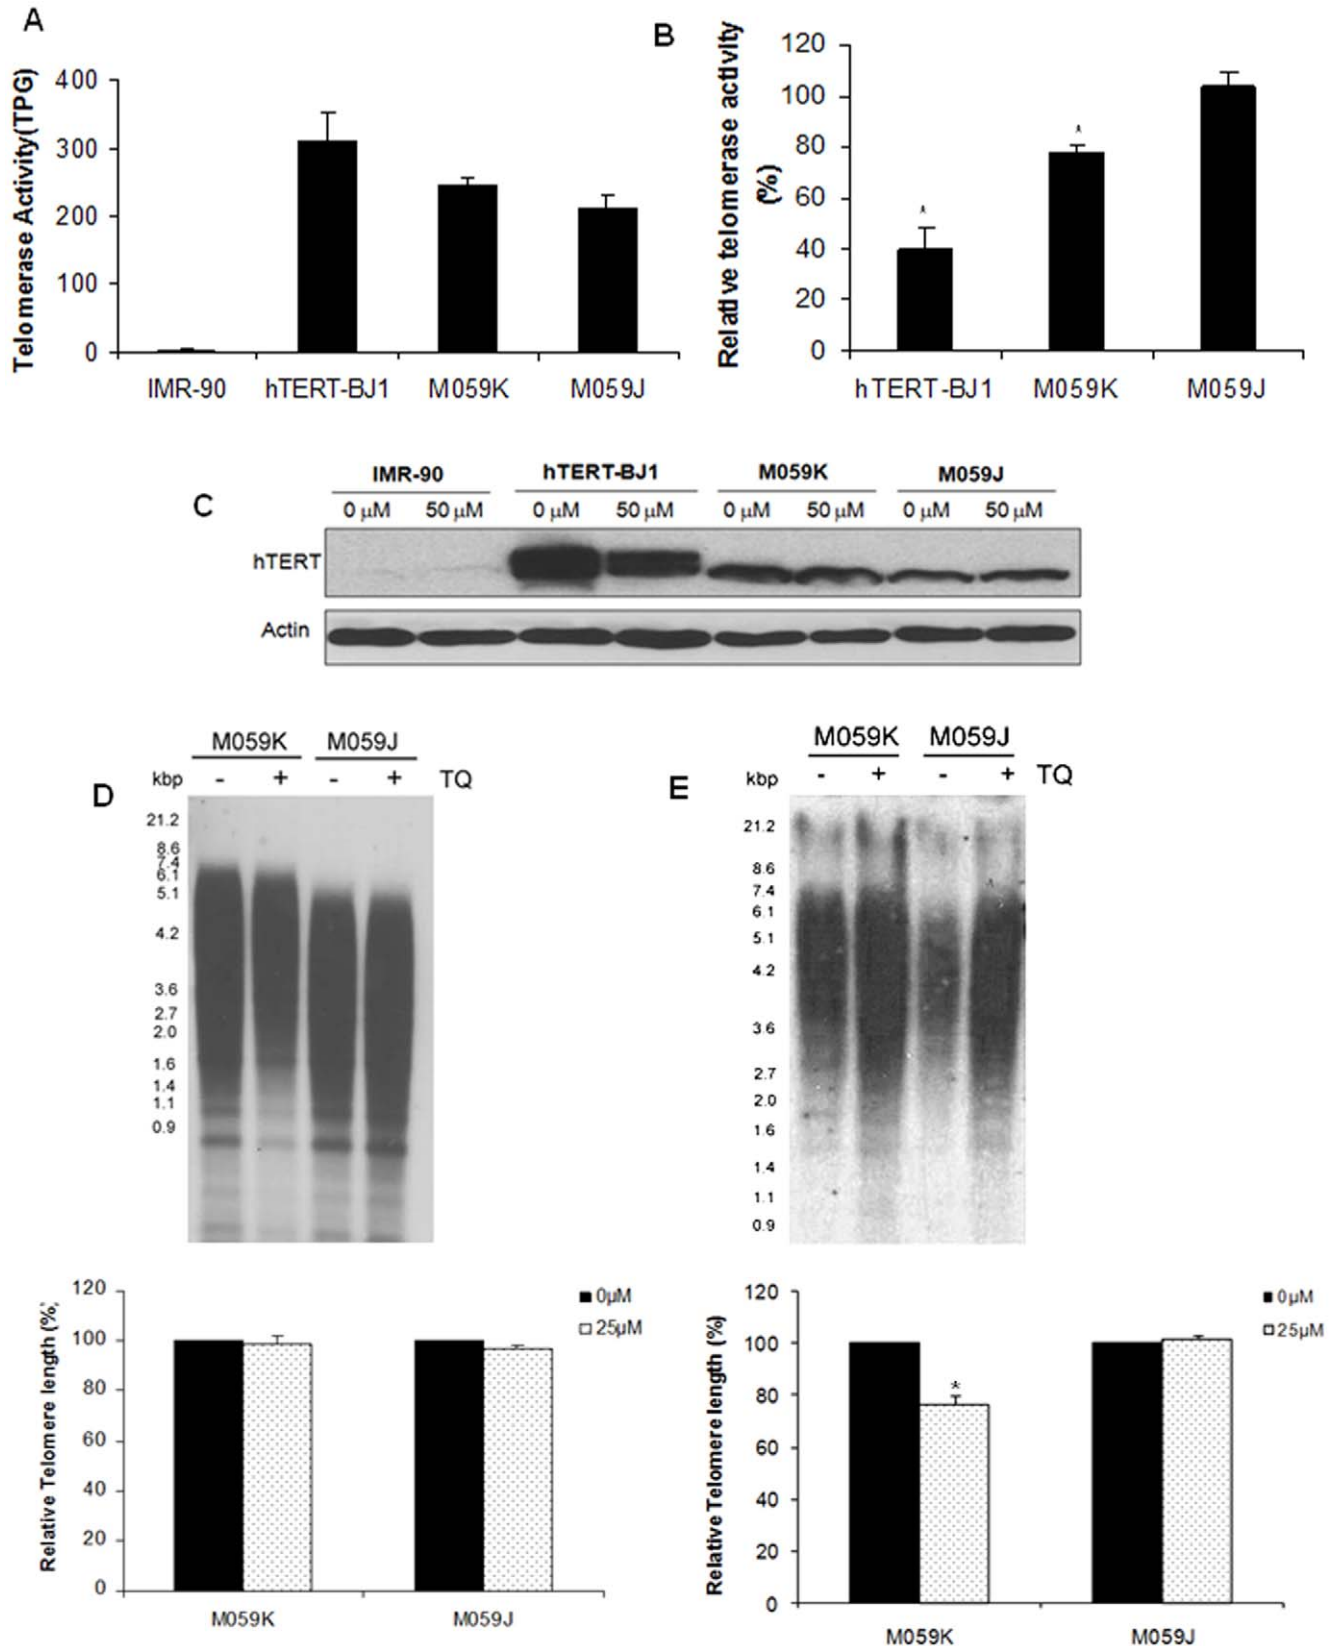 A
Telomerase Activity(TPG)
400
300
200
100
0
IMR-90 hTERT-BJ1 M059K M059J
B
Relative telomerase activity
(%)
120
100
80
60
40
20
0
hTERT-BJ1 M059K M059J
C
IMR-90 hTERT-BJ1 M059K M059J
0 µM 50 µM 0 µM 50 µM 0 µM 50 µM 0 µM 50 µM
hTERT
Actin
D
M059K M059J
kbp - + - + TQ
21.2
8.6
7.4
6.1
5.1
4.2
3.6
2.7
2.0
1.6
1.4
1.1
0.9
Relative Telomere length (%;
120
100
80
60
40
20
0
0µM
25µM
M059K M059J
E
M059K M059J
kbp - + - + TQ
21.2
8.6
7.4
6.1
5.1
4.2
3.6
2.7
2.0
1.6
1.4
1.1
0.9
Relative Telomere length (%)
120
100
80
60
40
20
0
*
0µM
25µM
M059K M059J